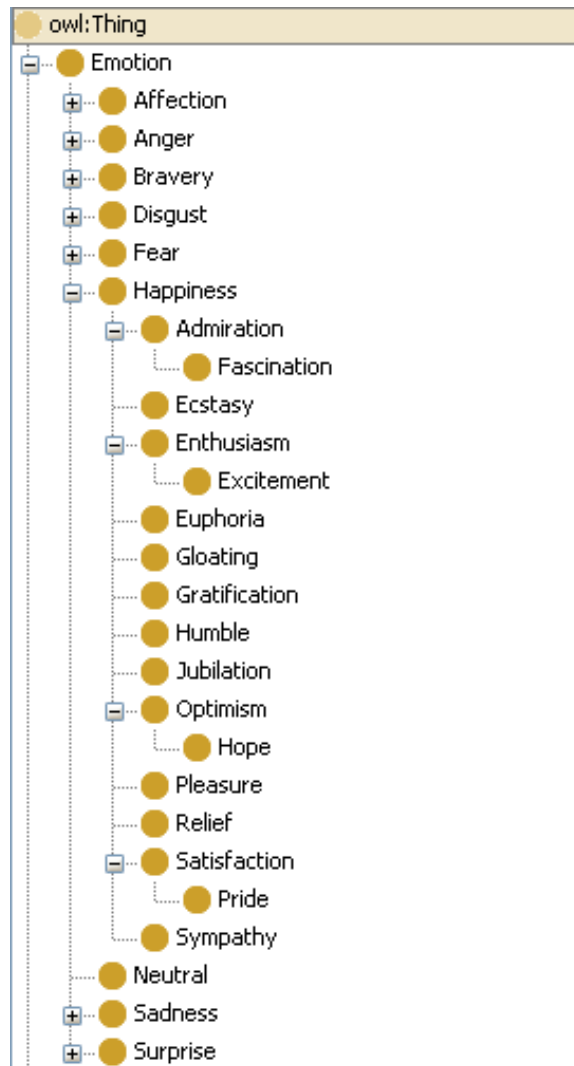 owl:Thing
Emotion
Affection
Anger
Bravery
Disgust
Fear
Happiness
Admiration
Fascination
Ecstasy
Enthusiasm
Excitement
Euphoria
Gloating
Gratification
Humble
Jubilation
Optimism
Hope
Pleasure
Relief
Satisfaction
Pride
Sympathy
Neutral
Sadness
Surprise